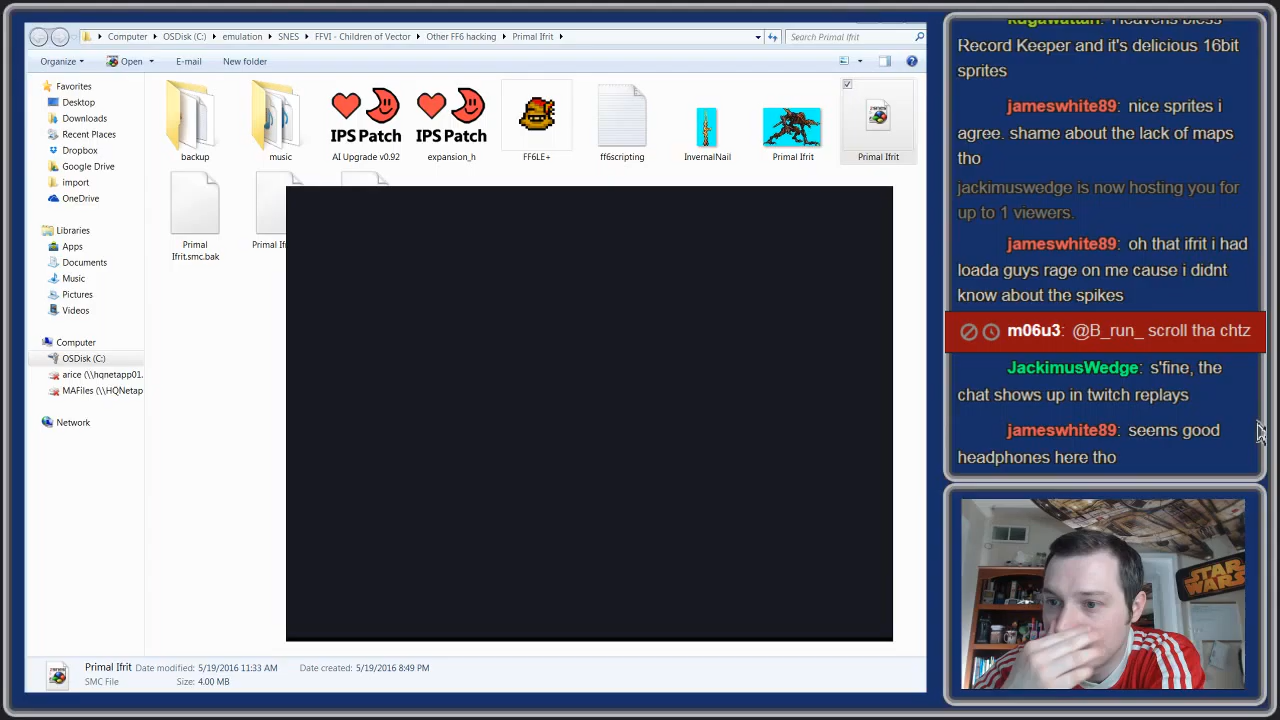 Computer ▸ OSDisk (C:) ▸ emulation ▸ SNES ▸ FFVI - Children of Vector ▸ Other FF6 hacking ▸ Primal Ifrit ▸
Search Primal Ifrit
Organize Open E-mail New folder
Favorites
Desktop
Downloads
Recent Places
Dropbox
Google Drive
import
OneDrive
Libraries
Apps
Documents
Music
Pictures
Videos
Computer
OSDisk (C:)
arice (\\hqnetapp01.
MAFiles (\\HQNetap
Network
IPS Patch IPS Patch
backup music AI Upgrade v0.92 expansion_h FF6LE+ ff6scripting InvernalNail Primal Ifrit Primal Ifrit
Primal
Ifrit.smc.bak
Primal If
Primal Ifrit Date modified: 5/19/2016 11:33 AM Date created: 5/19/2016 8:49 PM
SMC File Size: 4.00 MB
Heavens bless
Record Keeper and it's delicious 16bit
sprites
jameswhite89: nice sprites i
agree. shame about the lack of maps
tho
jackimuswedge is now hosting you for
up to 1 viewers.
jameswhite89: oh that ifrit i had
loada guys rage on me cause i didnt
know about the spikes
m06u3: @B_run_ scroll tha chtz
JackimusWedge: s'fine, the
chat shows up in twitch replays
jameswhite89: seems good
headphones here tho
STAR
WARS